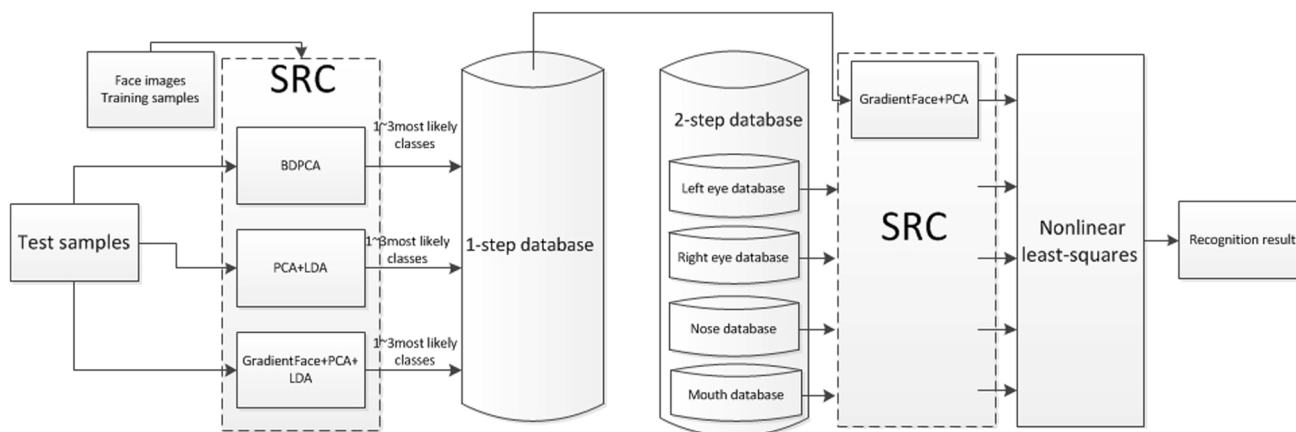 Face images
Training samples
SRC
1~3most likely
classes
BDPCA
Test samples
1~3most likely
classes
PCA+LDA
1~3most likely
classes
GradientFace+PCA+
LDA
1-step database
2-step database
Left eye database
Right eye database
Nose database
Mouth database
GradientFace+PCA
SRC
Nonlinear
least-squares
Recognition result